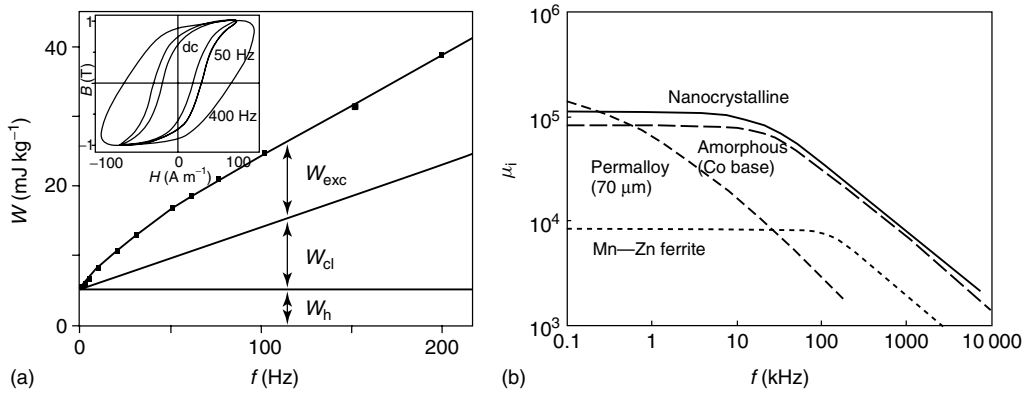 40
20
0
W (mJ kg⁻¹)
1
1
B (T)
dc
50 Hz
400 Hz
−100
0
100
H (A m⁻¹)
W_exc
W_cl
W_h
0
100
200
f (Hz)
(a)
μ_i
10⁵
10⁴
10³
Nanocrystalline
Amorphous
(Co base)
Permalloy
(70 μm)
Mn—Zn ferrite
0.1
1
10
100
1000
10 000
f (kHz)
(b)